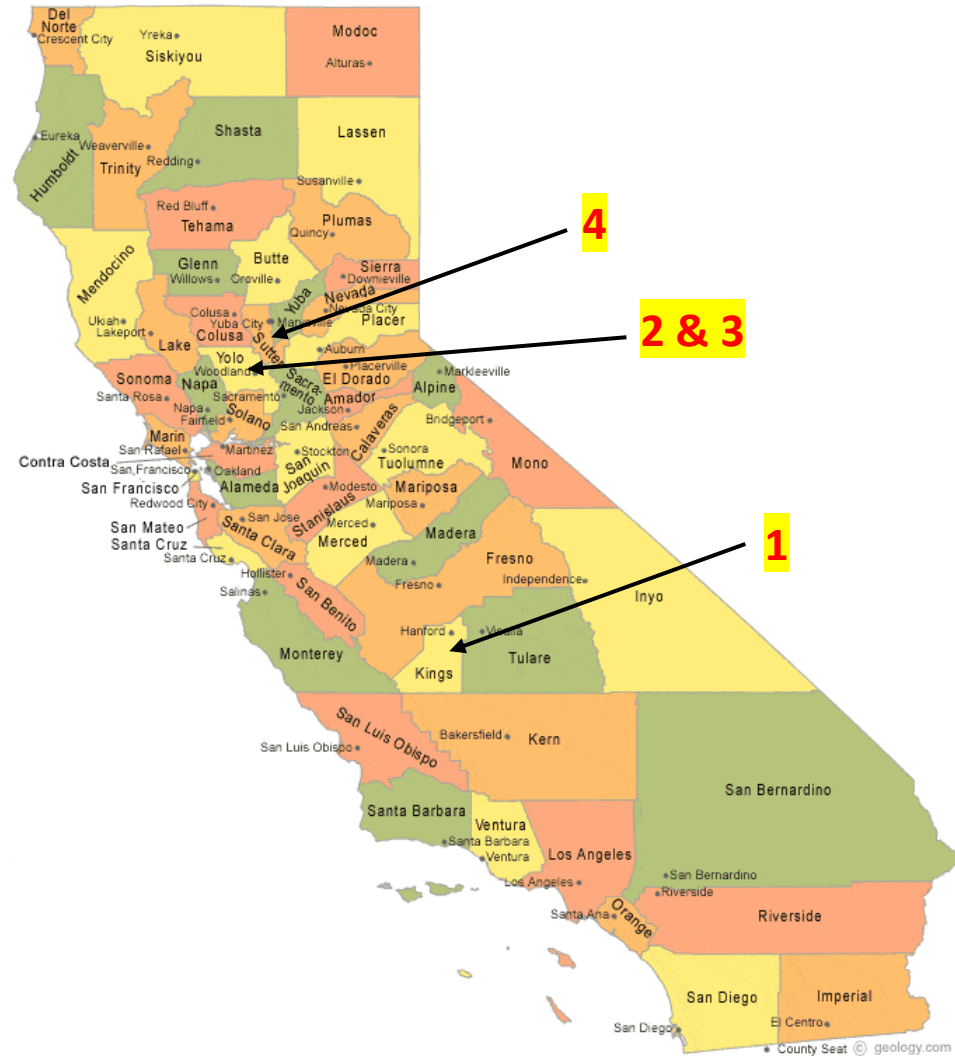 Del
Norte
Crescent City
Yreka
Siskiyou
Modoc
Alturas
Eureka
Humboldt
Weaverville
Trinity
Shasta
Redding
Lassen
Susanville
Red Bluff
Tehama
Plumas
Quincy
4
Mendocino
Glenn
Willows
Butte
Oroville
Sierra
Downieville
Yuba
Nevada
Nevada City
Ukiah
Lakeport
Lake
Colusa
Colusa
Yuba City
Marysville
Sutter
Placer
Auburn
2 & 3
Yolo
Woodland
Sacra-
mento
Sacramento
El Dorado
Placerville
Sonoma
Santa Rosa
Napa
Napa
Solano
Fairfield
Amador
Jackson
Alpine
Markleeville
San Andreas
Calaveras
Bridgeport
Mono
Marin
San Rafael
Contra Costa
Martinez
San Francisco
Oakland
San Francisco
Alameda
Stockton
San
Joaquin
Sonora
Tuolumne
Redwood City
San Mateo
Santa Cruz
Santa Cruz
San Jose
Santa Clara
Modesto
Stanislaus
Mariposa
Mariposa
Merced
Merced
Madera
Madera
1
Hollister
San Benito
Salinas
Monterey
Fresno
Fresno
Independence
Inyo
Hanford
Kings
Visalia
Tulare
San Luis Obispo
San Luis Obispo
Bakersfield
Kern
San Bernardino
San Bernardino
Santa Barbara
Santa Barbara
Ventura
Ventura
Los Angeles
Los Angeles
Riverside
Riverside
Santa Ana
Orange
San Diego
San Diego
Imperial
El Centro
County Seat © geology.com